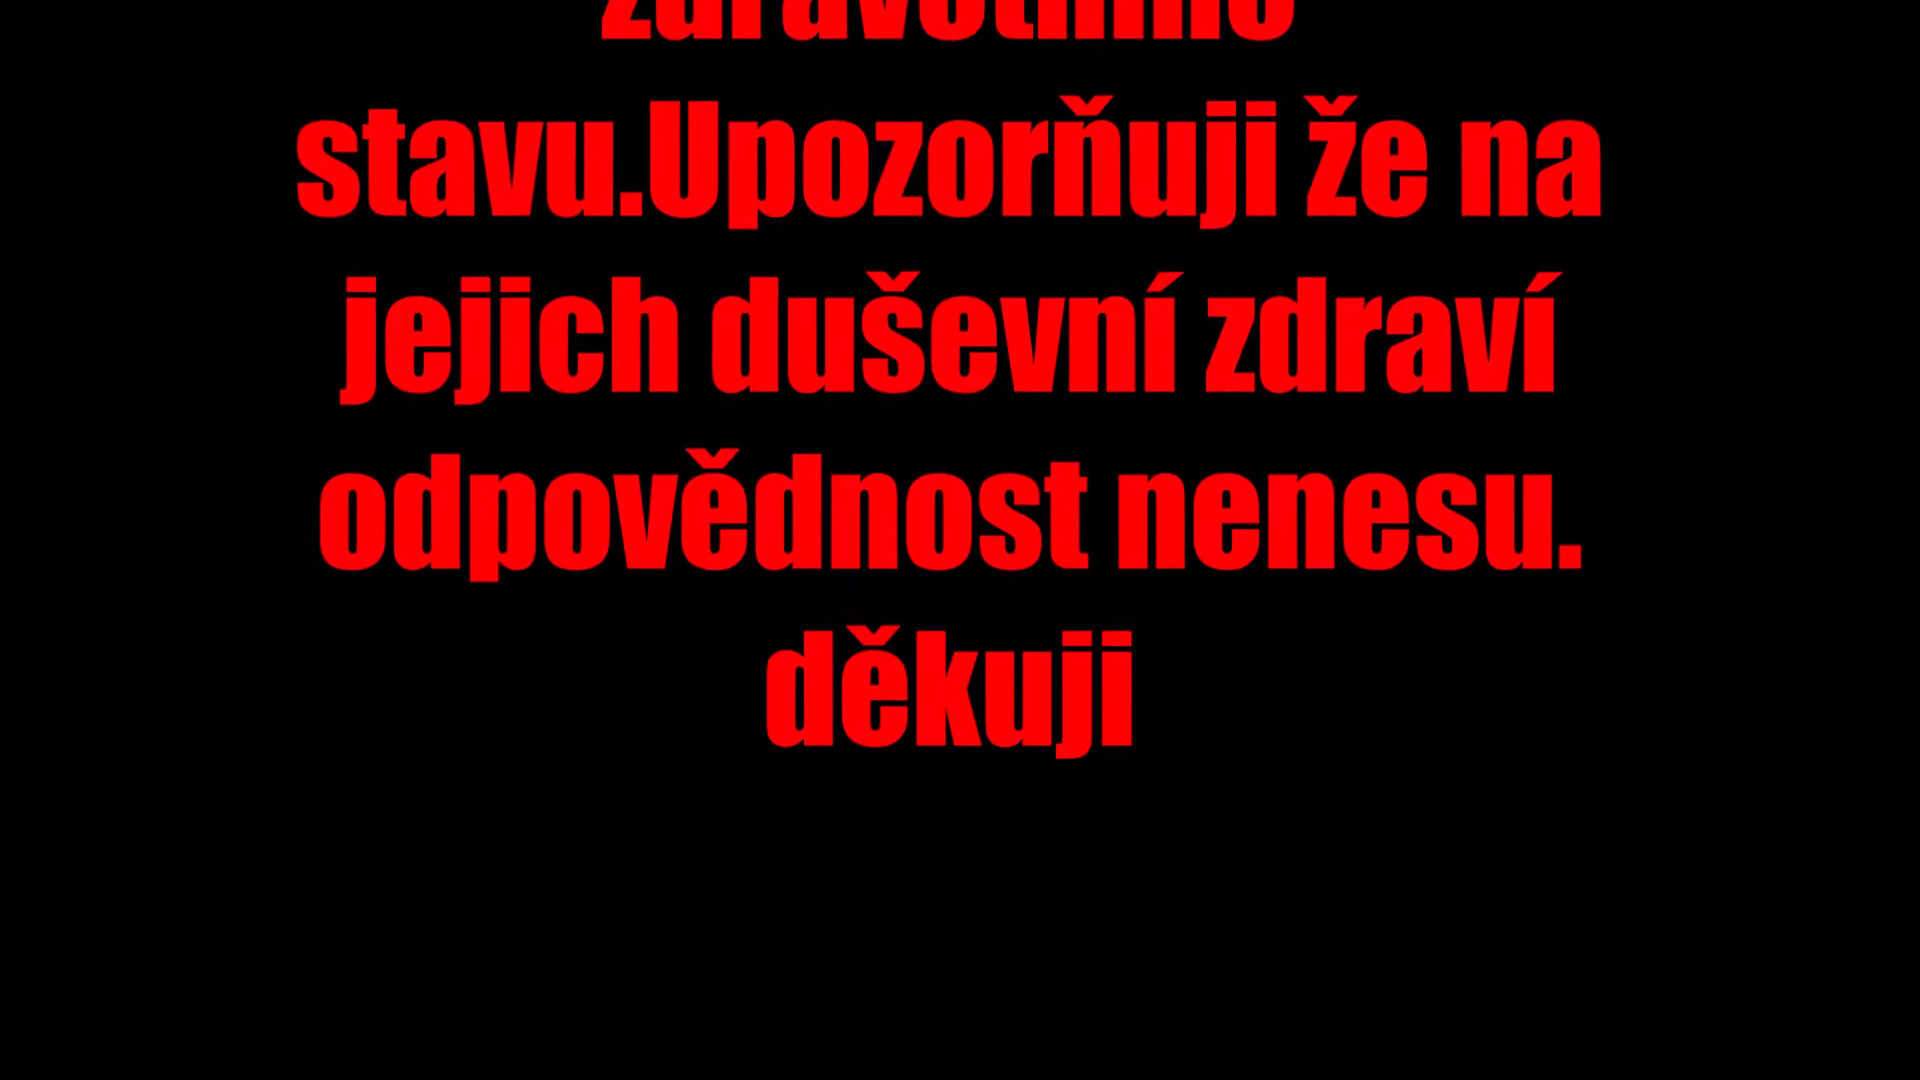 stavu.Upozorňuji že na
jejich duševní zdraví
odpovědnost nenesu.
děkuji